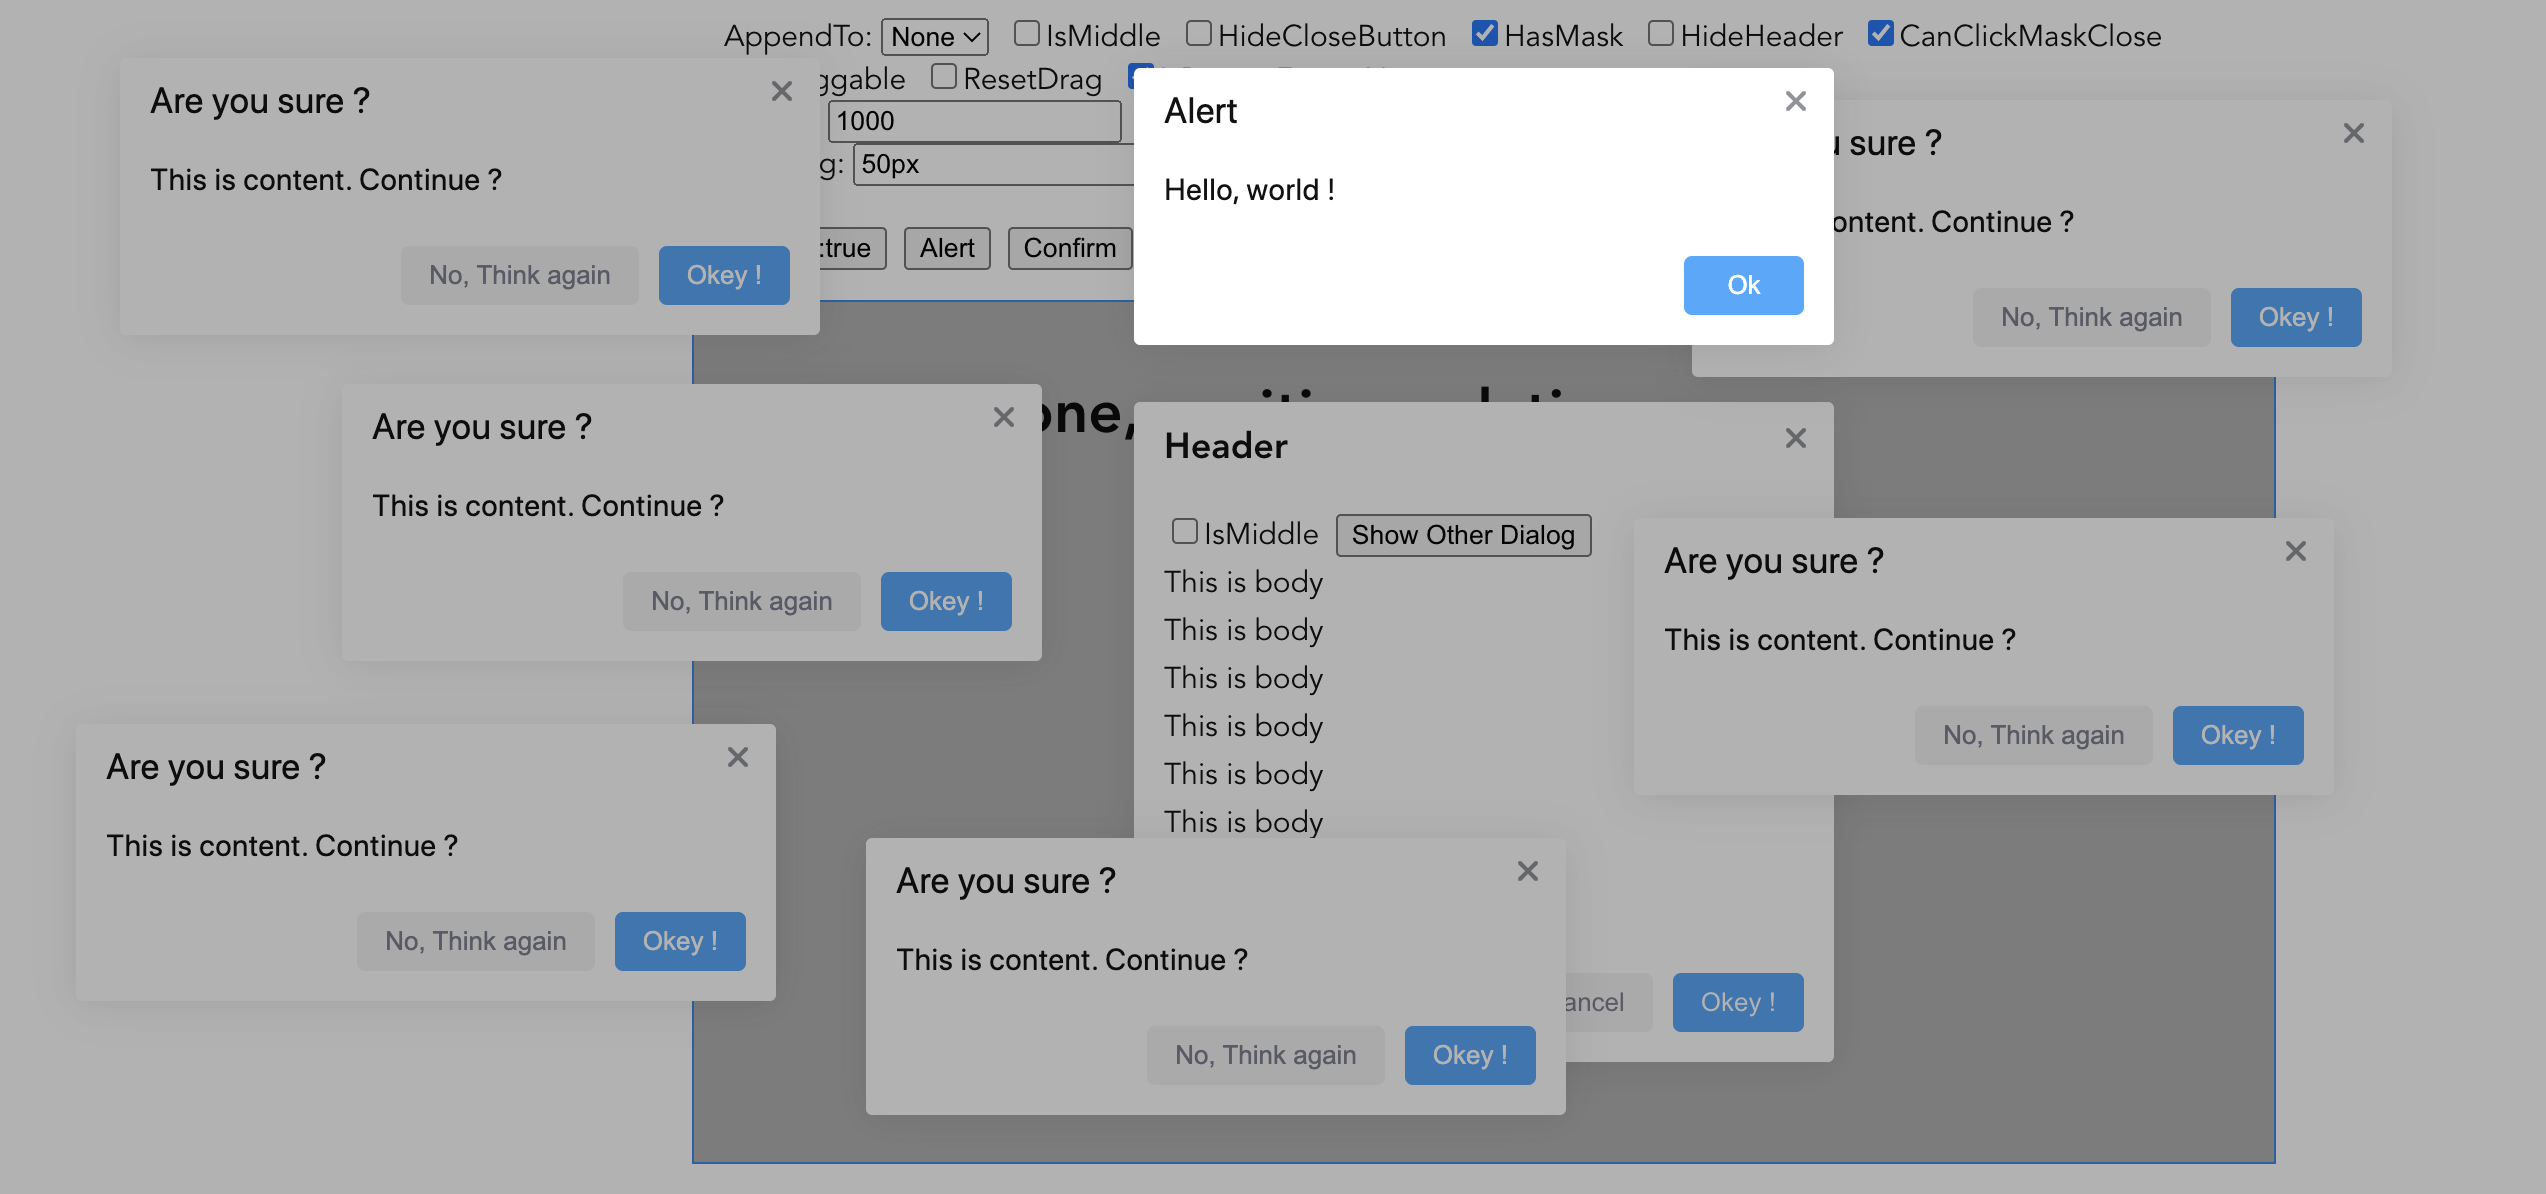 AppendTo: None IsMiddle HideCloseButton HasMask HideHeader CanClickMaskClose
ggable ResetDrag
1000
g: 50px
:true Alert Confirm
Are you sure ?
This is content. Continue ?
No, Think again Okey !
Alert
Hello, world !
Ok
sure ?
ontent. Continue ?
No, Think again Okey !
one,
Are you sure ?
This is content. Continue ?
No, Think again Okey !
Header
IsMiddle Show Other Dialog
This is body
This is body
This is body
This is body
This is body
This is body
ancel Okey !
Are you sure ?
This is content. Continue ?
No, Think again Okey !
Are you sure ?
This is content. Continue ?
No, Think again Okey !
Are you sure ?
This is content. Continue ?
No, Think again Okey !